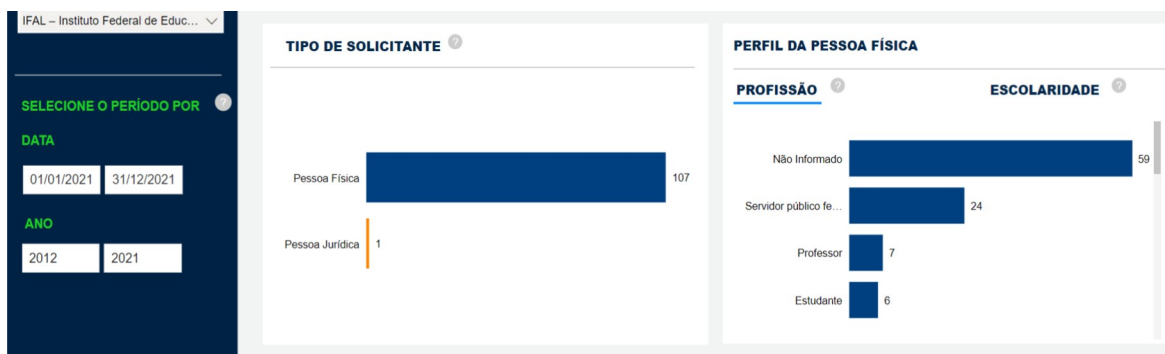 IFAL – Instituto Federal de Educ...
SELECIONE O PERÍODO POR ?
DATA
01/01/2021 31/12/2021
ANO
2012 2021
TIPO DE SOLICITANTE ?
Pessoa Física 107
Pessoa Jurídica 1
PERFIL DA PESSOA FÍSICA
PROFISSÃO ? ESCOLARIDADE ?
Não Informado 59
Servidor público fe... 24
Professor 7
Estudante 6